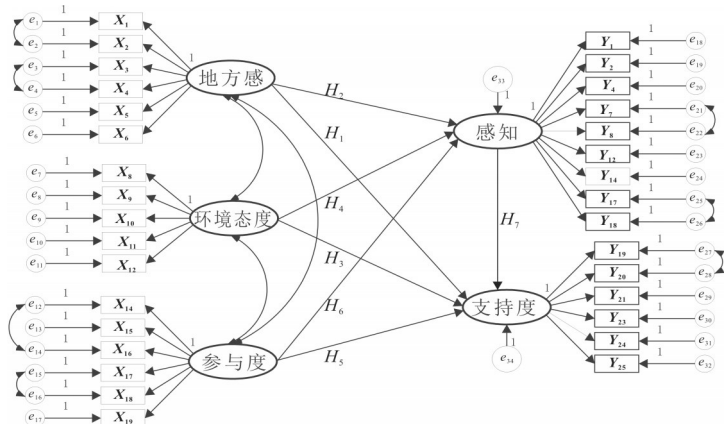 e₁ 1 X₁
e₂ X₂
e₃ 1 X₃
e₄ X₄
e₅ 1 X₅
e₆ 1 X₆
1
地方感
e₇ 1 X₈
e₈ 1 X₉
e₉ 1 X₁₀
e₁₀ 1 X₁₁
e₁₁ 1 X₁₂
1
环境态度
e₁₂ 1 X₁₄
e₁₃ 1 X₁₅
e₁₄ 1 X₁₆
e₁₅ 1 X₁₇
e₁₆ 1 X₁₈
e₁₇ 1 X₁₉
1
参与度
H₂
H₁
H₄
H₃
H₆
H₅
H₇
e₃₃
1
1
感知
Y₁ 1 e₁₈
Y₂ 1 e₁₉
Y₄ 1 e₂₀
Y₇ 1 e₂₁
Y₈ 1 e₂₂
Y₁₂ 1 e₂₃
Y₁₄ 1 e₂₄
Y₁₇ 1 e₂₅
Y₁₈ 1 e₂₆
1
支持度
1
e₃₄
Y₁₉ 1 e₂₇
Y₂₀ 1 e₂₈
Y₂₁ 1 e₂₉
Y₂₃ 1 e₃₀
Y₂₄ 1 e₃₁
Y₂₅ 1 e₃₂